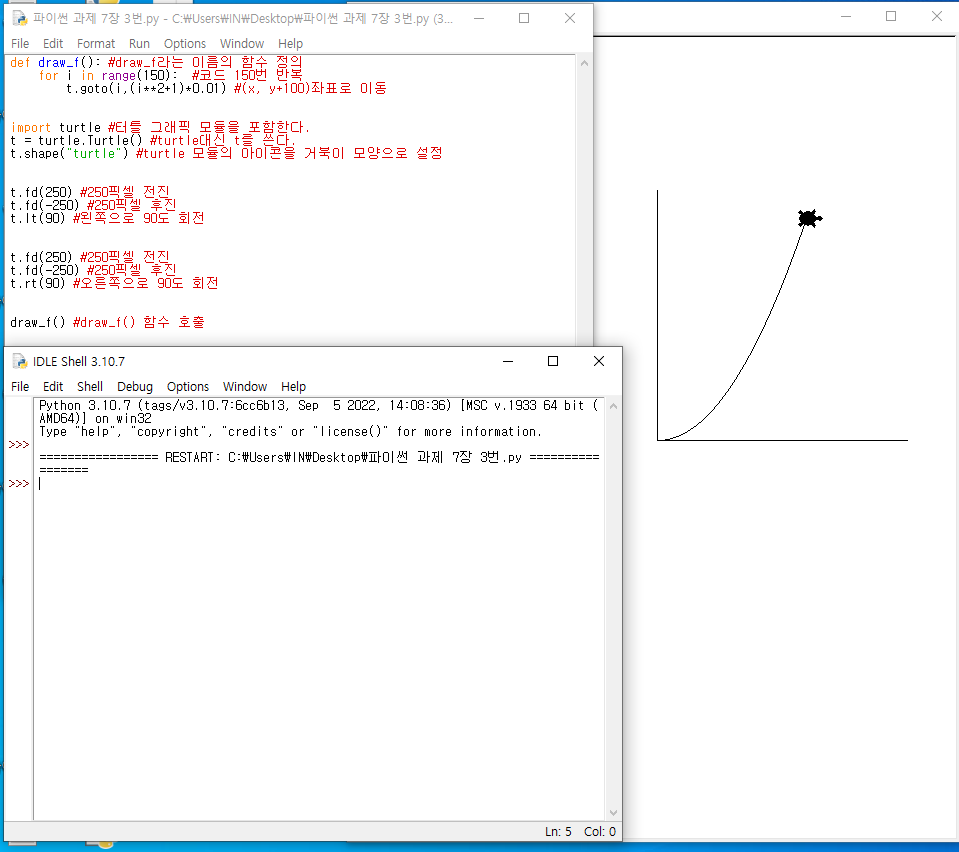 파이썬 과제 7장 3번.py - C:₩Users₩IN₩Desktop₩파이썬 과제 7장 3번.py (3...
File Edit Format Run Options Window Help
def draw_f(): #draw_f라는 이름의 함수 정의
    for i in range(150):  #코드 150번 반복
        t.goto(i,(i**2+1)*0.01) #(x, y+100)좌표로 이동
import turtle #터틀 그래픽 모듈을 포함한다.
t = turtle.Turtle() #turtle대신 t를 쓴다.
t.shape("turtle") #turtle 모듈의 아이콘을 거북이 모양으로 설정
t.fd(250) #250픽셀 전진
t.fd(-250) #250픽셀 후진
t.lt(90) #왼쪽으로 90도 회전
t.fd(250) #250픽셀 전진
t.fd(-250) #250픽셀 후진
t.rt(90) #오른쪽으로 90도 회전
draw_f() #draw_f() 함수 호출
IDLE Shell 3.10.7
File Edit Shell Debug Options Window Help
Python 3.10.7 (tags/v3.10.7:6cc6b13, Sep  5 2022, 14:08:36) [MSC v.1933 64 bit (
AMD64)] on win32
Type "help", "copyright", "credits" or "license()" for more information.
>>>
================= RESTART: C:₩Users₩IN₩Desktop₩파이썬 과제 7장 3번.py ==========
=======
>>>
Ln: 5 Col: 0